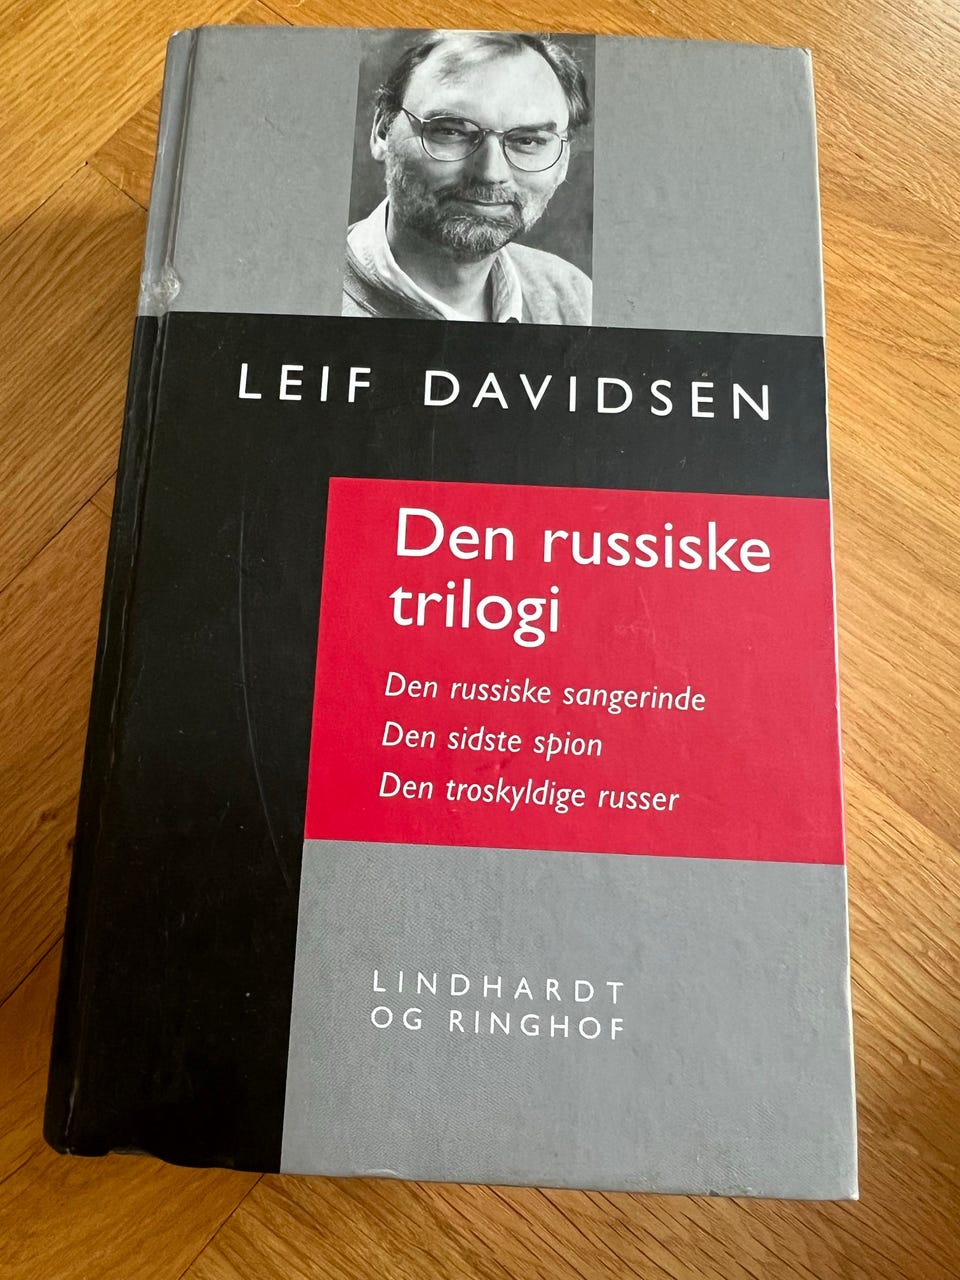 LEIF DAVIDSEN
Den russiske
trilogi
Den russiske sangerinde
Den sidste spion
Den troskyldige russer
LINDHARDT
OG RINGHOF